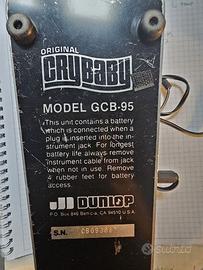 ORIGINAL
CRYBABY
MODEL GCB-95
This unit contains a battery
which is connected when a
plug is inserted into the in-
strument jack. For longest
battery life always remove
instrument cable from jack
when not in use. Remove
4 rubber feet for battery
access.
JD DUNLOP
P.O. Box 846 Benicia, CA 94510 U.S.A.
S.N.
subito